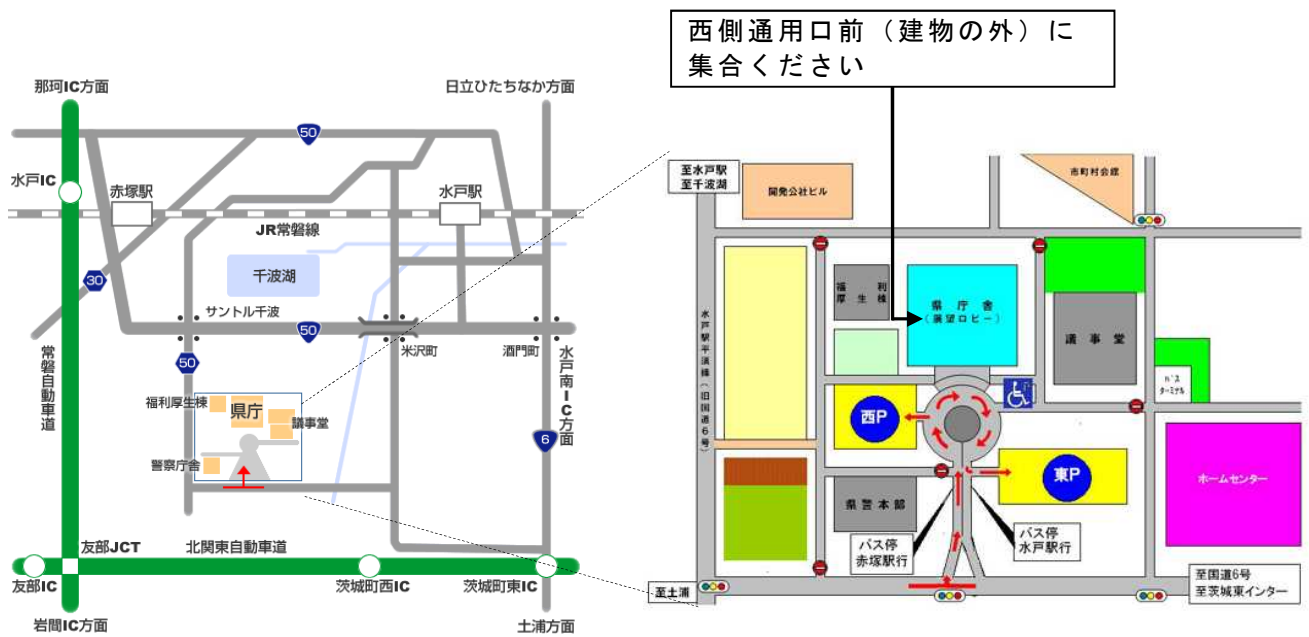 西側通用口前（建物の外）に
集合ください
那珂IC方面
日立ひたちなか方面
50
水戸IC
赤塚駅
水戸駅
JR常磐線
30
千波湖
サントル千波
50
米沢町
酒門町
50
常磐自動車道
水戸南IC方面
6
福利厚生棟
県庁
議事堂
警察庁舎
友部JCT
北関東自動車道
友部IC
茨城町西IC
茨城町東IC
岩間IC方面
土浦方面
至水戸駅
至千波湖
開発公社ビル
市町村会館
福利
厚生棟
県庁舎
(展望ロビー)
議事堂
水戸駅平須線(旧国道6号)
バス
ターミナル
西P
東P
県警本部
ホームセンター
バス停
赤塚駅行
バス停
水戸駅行
至土浦
至国道6号
至茨城東インター